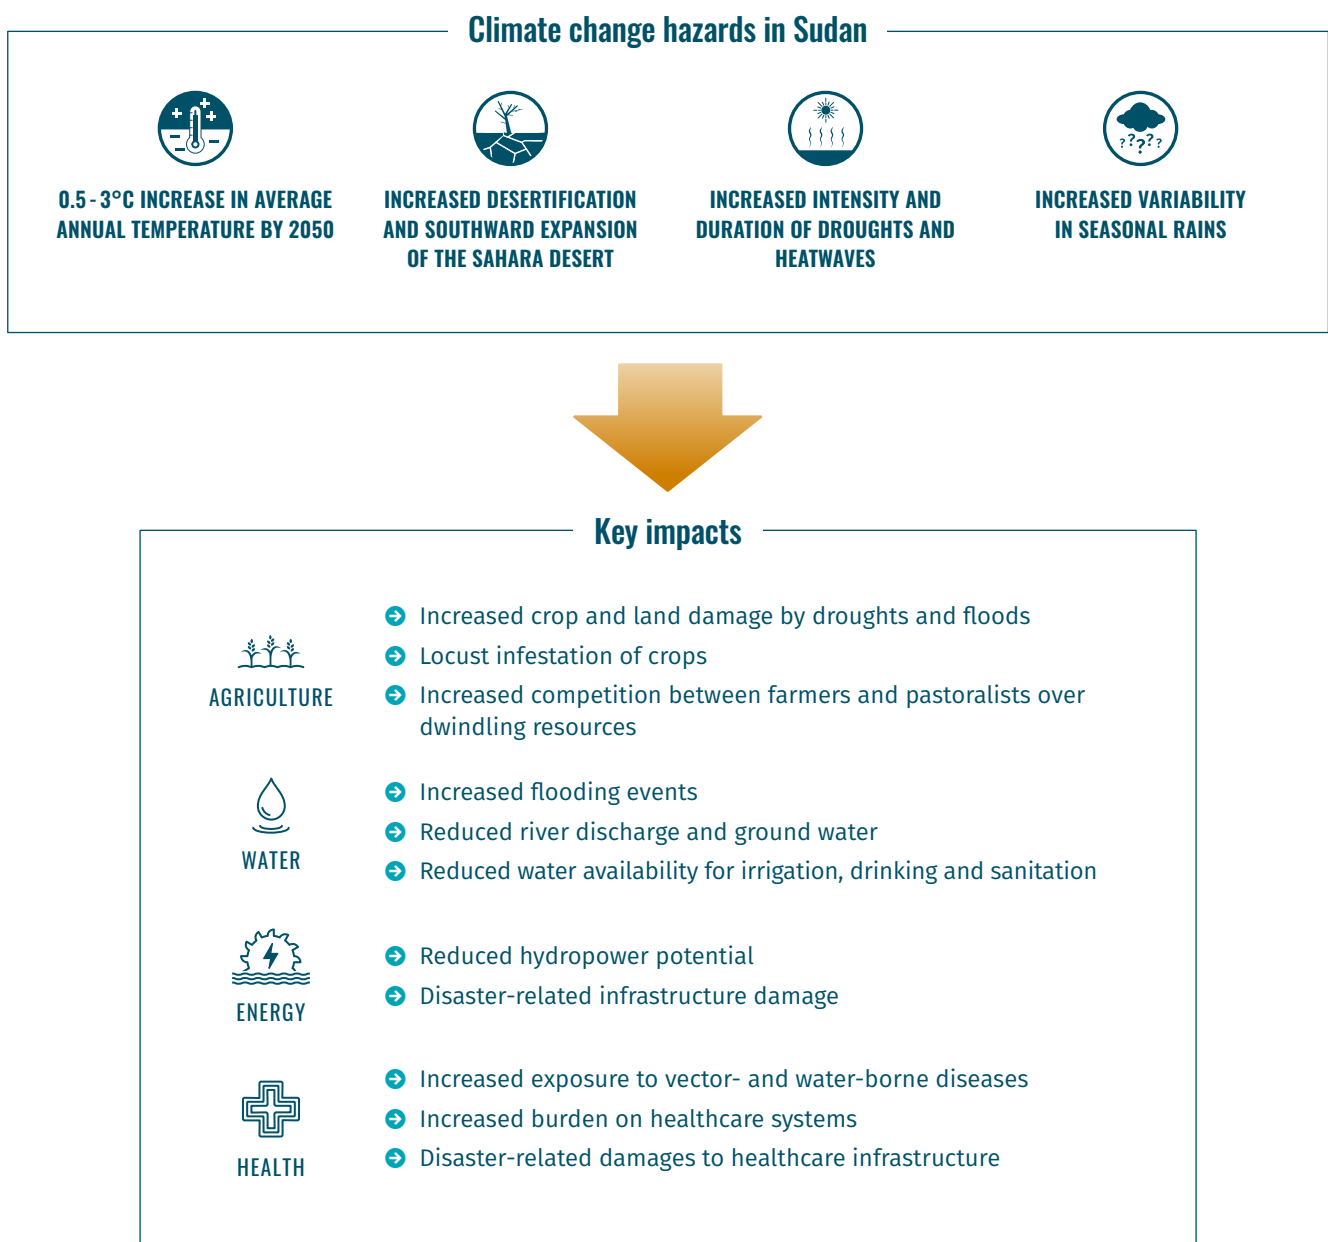 Climate change hazards in Sudan
0.5 - 3°C INCREASE IN AVERAGE
ANNUAL TEMPERATURE BY 2050
INCREASED DESERTIFICATION
AND SOUTHWARD EXPANSION
OF THE SAHARA DESERT
INCREASED INTENSITY AND
DURATION OF DROUGHTS AND
HEATWAVES
? ? ? ? ?
INCREASED VARIABILITY
IN SEASONAL RAINS
Key impacts
AGRICULTURE
Increased crop and land damage by droughts and floods
Locust infestation of crops
Increased competition between farmers and pastoralists over
dwindling resources
WATER
Increased flooding events
Reduced river discharge and ground water
Reduced water availability for irrigation, drinking and sanitation
ENERGY
Reduced hydropower potential
Disaster-related infrastructure damage
HEALTH
Increased exposure to vector- and water-borne diseases
Increased burden on healthcare systems
Disaster-related damages to healthcare infrastructure